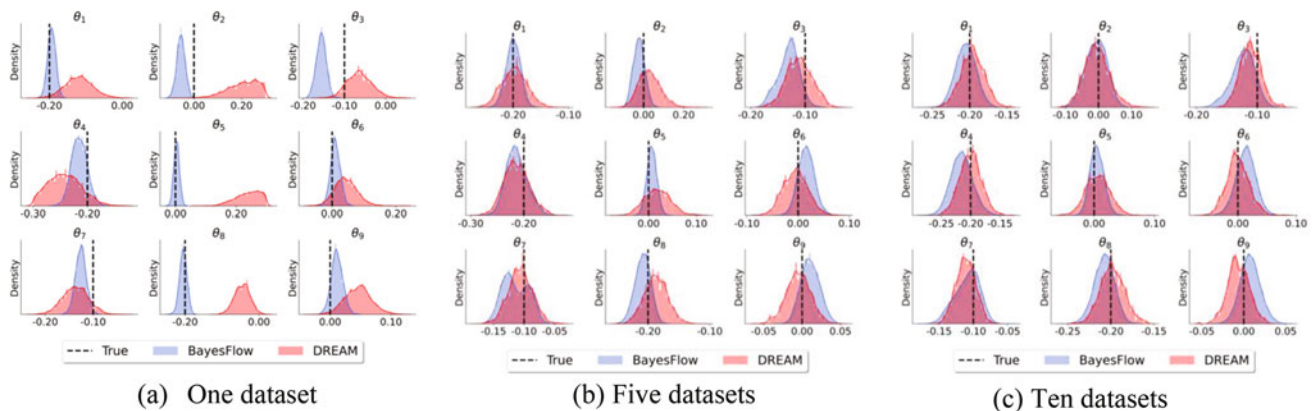 θ1 θ2 θ3
Density Density Density
-0.20 0.00 0.00 0.20 -0.20 -0.10 0.00
θ4 θ5 θ6
Density Density Density
-0.30 -0.20 0.00 0.20 0.00 0.10 0.20
θ7 θ8 θ9
Density Density Density
-0.20 -0.10 -0.20 0.00 0.00 0.10
True BayesFlow DREAM
(a) One dataset
θ1 θ2 θ3
Density Density Density
-0.20 -0.10 0.00 0.20 -0.20 -0.10
θ4 θ5 θ6
Density Density Density
-0.30 -0.20 0.00 0.10 -0.10 0.00 0.10
θ7 θ8 θ9
Density Density Density
-0.15 -0.10 -0.05 -0.20 -0.10 0.00 0.05
True BayesFlow DREAM
(b) Five datasets
θ1 θ2 θ3
Density Density Density
-0.25 -0.20 -0.15 -0.10 0.00 0.10 -0.10
θ4 θ5 θ6
Density Density Density
-0.25 -0.20 -0.15 0.00 0.10 0.00 0.10
θ7 θ8 θ9
Density Density Density
-0.15 -0.10 -0.05 -0.25 -0.20 -0.15 -0.05 0.00 0.05
True BayesFlow DREAM
(c) Ten datasets